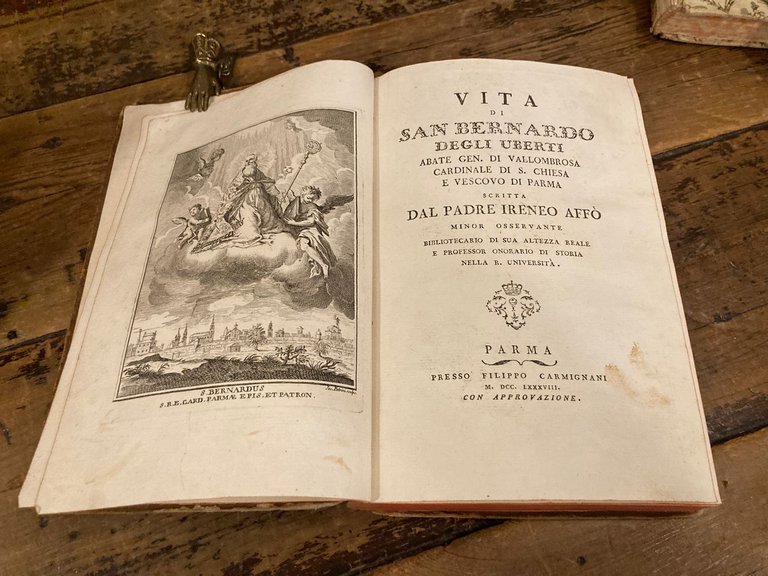 S. BERNARDUS
S.R.E. CARD. PARMÆ EPIS. ET PATRON.
VITA
DI
SAN BERNARDO
DEGLI UBERTI
ABATE GEN. DI VALLOMBROSA
CARDINALE DI S. CHIESA
E VESCOVO DI PARMA
SCRITTA
DAL PADRE IRENEO AFFÒ
MINOR OSSERVANTE
BIBLIOTECARIO DI SUA ALTEZZA REALE
E PROFESSOR ONORARIO DI STORIA
NELLA R. UNIVERSITÀ.
PARMA
PRESSO FILIPPO CARMIGNANI
M. DCC. LXXXVIII.
CON APPROVAZIONE.